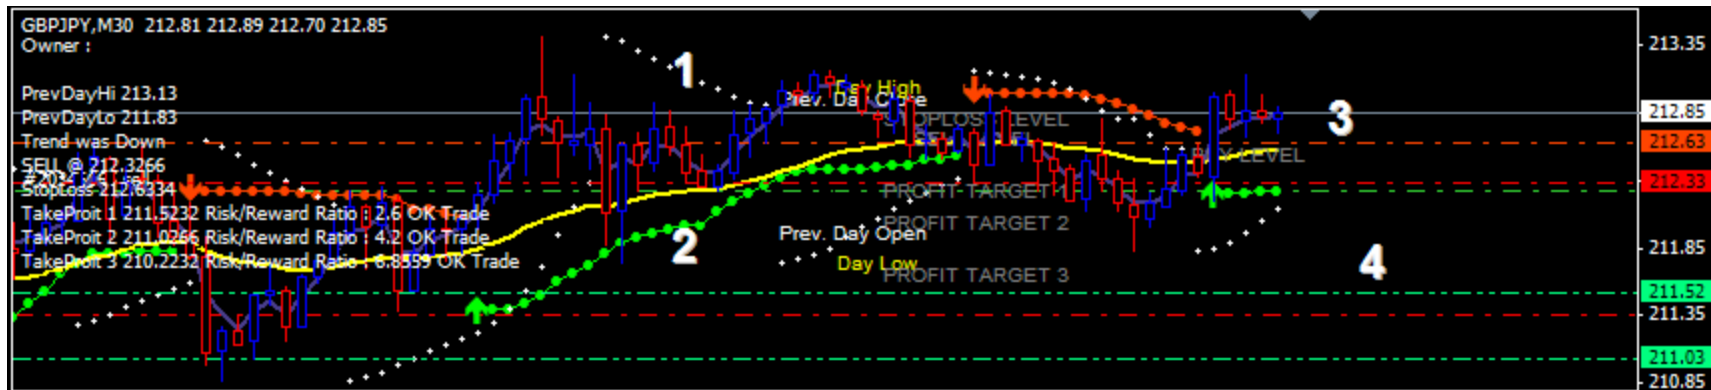 GBPJPY,M30 212.81 212.89 212.70 212.85
Owner :
PrevDayHi 213.13
PrevDayLo 211.83
Trend was Down
SELL @ 212.3266
StopLoss 212.6334
TakeProit 1 211.5232 Risk/Reward Ratio : 2.6 OK Trade
TakeProit 2 211.0266 Risk/Reward Ratio : 4.2 OK Trade
TakeProit 3 210.2232 Risk/Reward Ratio : 6.8559 OK Trade
1
2
3
4
Day High
Prev. Day Close
STOPLOSS LEVEL
LEVEL
PROFIT TARGET 1
PROFIT TARGET 2
Prev. Day Open
Day Low
PROFIT TARGET 3
BUY LEVEL
213.35
212.85
212.63
212.33
211.85
211.52
211.35
211.03
210.85